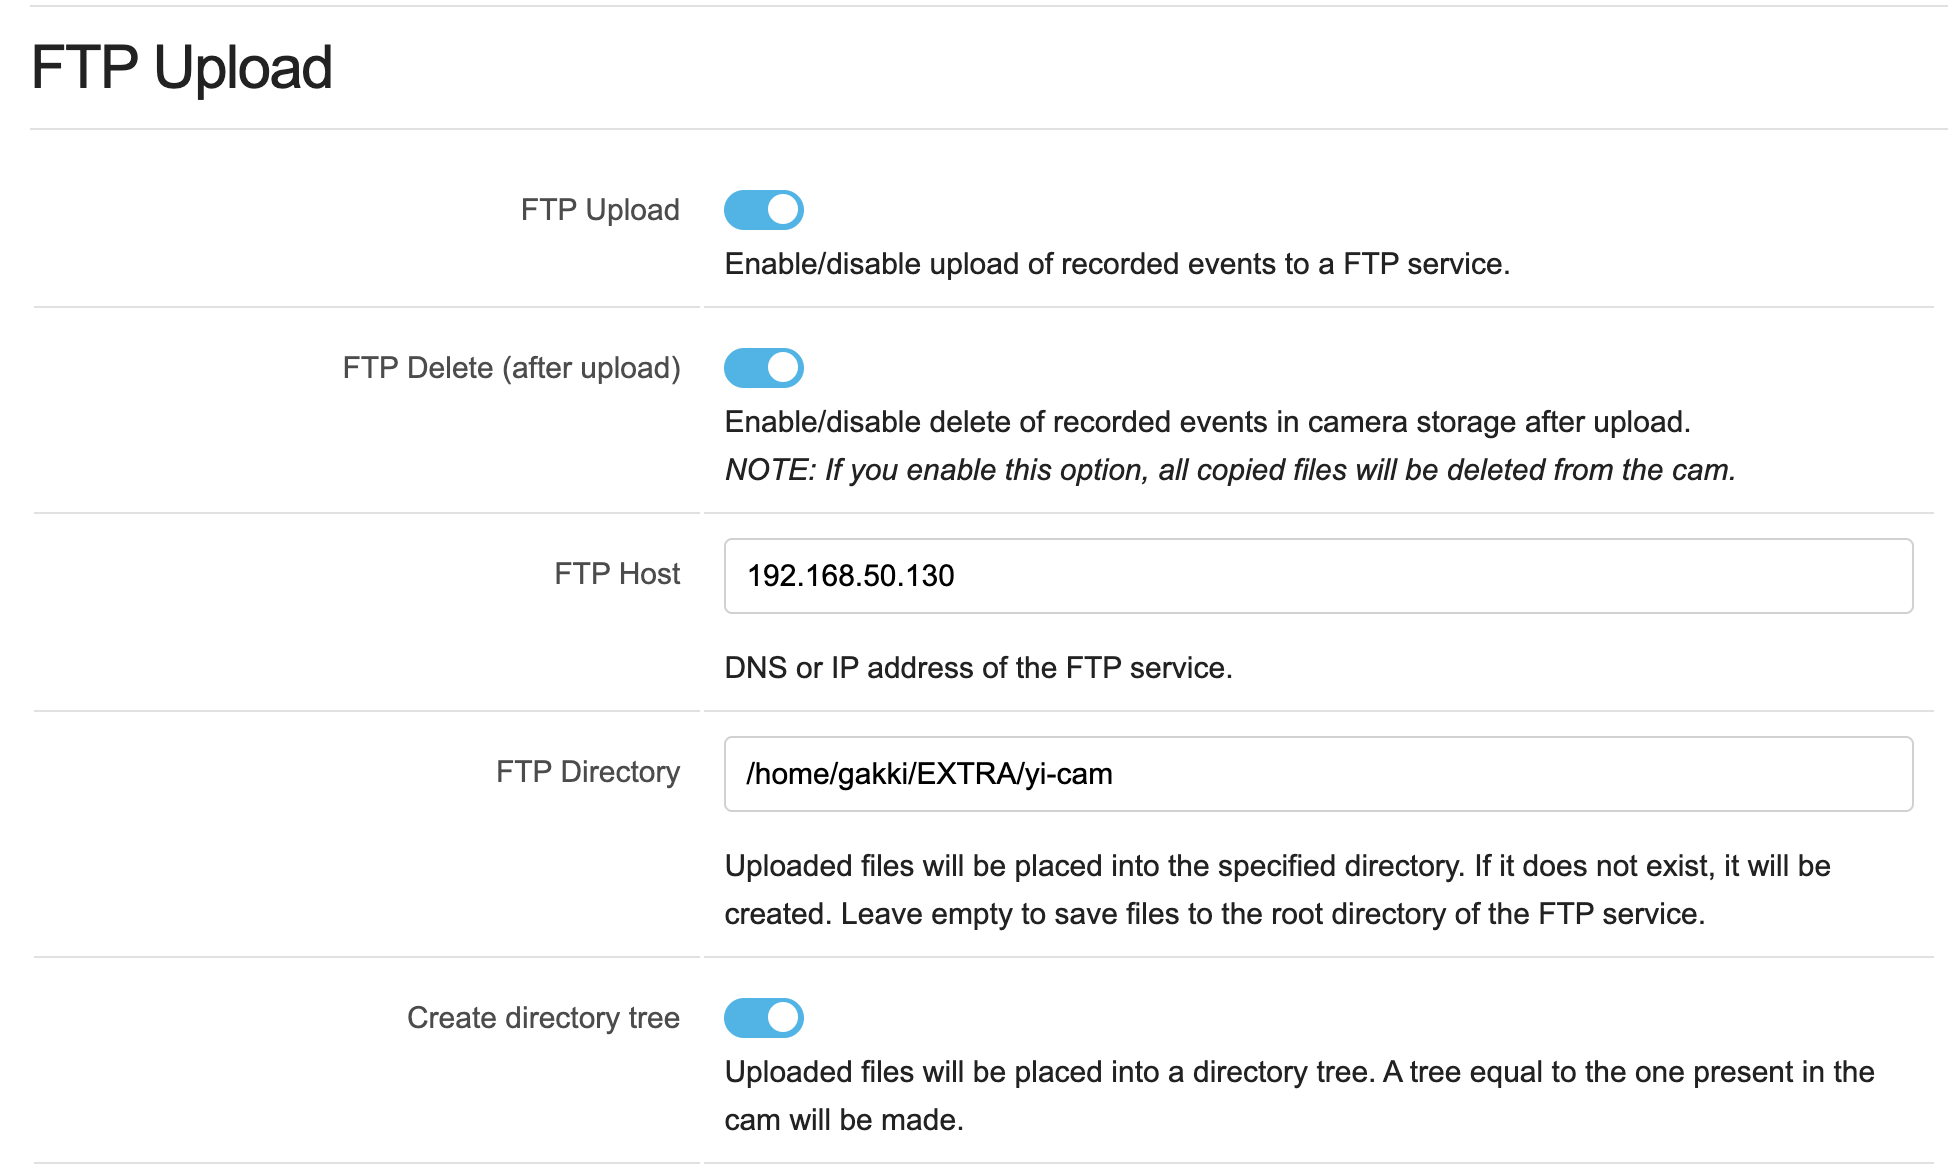 FTP Upload
FTP Upload
Enable/disable upload of recorded events to a FTP service.
FTP Delete (after upload)
Enable/disable delete of recorded events in camera storage after upload.
NOTE: If you enable this option, all copied files will be deleted from the cam.
FTP Host
192.168.50.130
DNS or IP address of the FTP service.
FTP Directory
/home/gakki/EXTRA/yi-cam
Uploaded files will be placed into the specified directory. If it does not exist, it will be
created. Leave empty to save files to the root directory of the FTP service.
Create directory tree
Uploaded files will be placed into a directory tree. A tree equal to the one present in the
cam will be made.